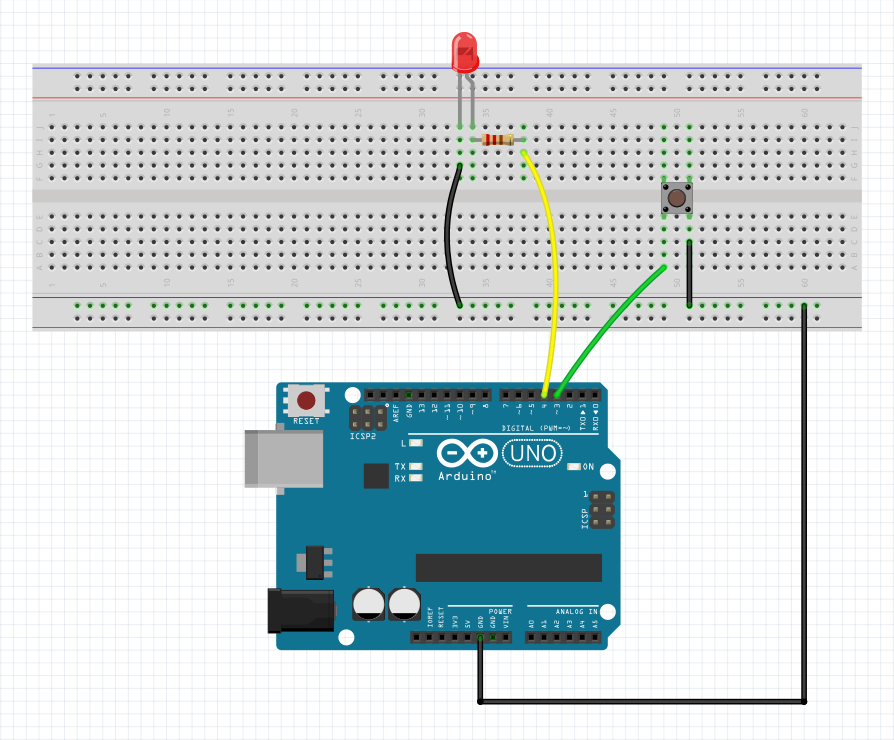 1 5 10 15 20 25 30 35 40 45 50 55 60
J J
I I
H H
G G
F F
E E
D D
C C
B B
A A
1 5 10 15 20 25 30 35 40 45 50 55 60
RESET
ICSP2
AREF
GND
13
12
~11
~10
~9
8
7
~6
~5
4
~3
2
TX0▶1
RX0◀0
DIGITAL (PWM=~)
L
TX
RX
UNO
Arduino™
ON
1
ICSP
POWER
ANALOG IN
IOREF
RESET
3V3
5V
GND
GND
VIN
A0
A1
A2
A3
A4
A5